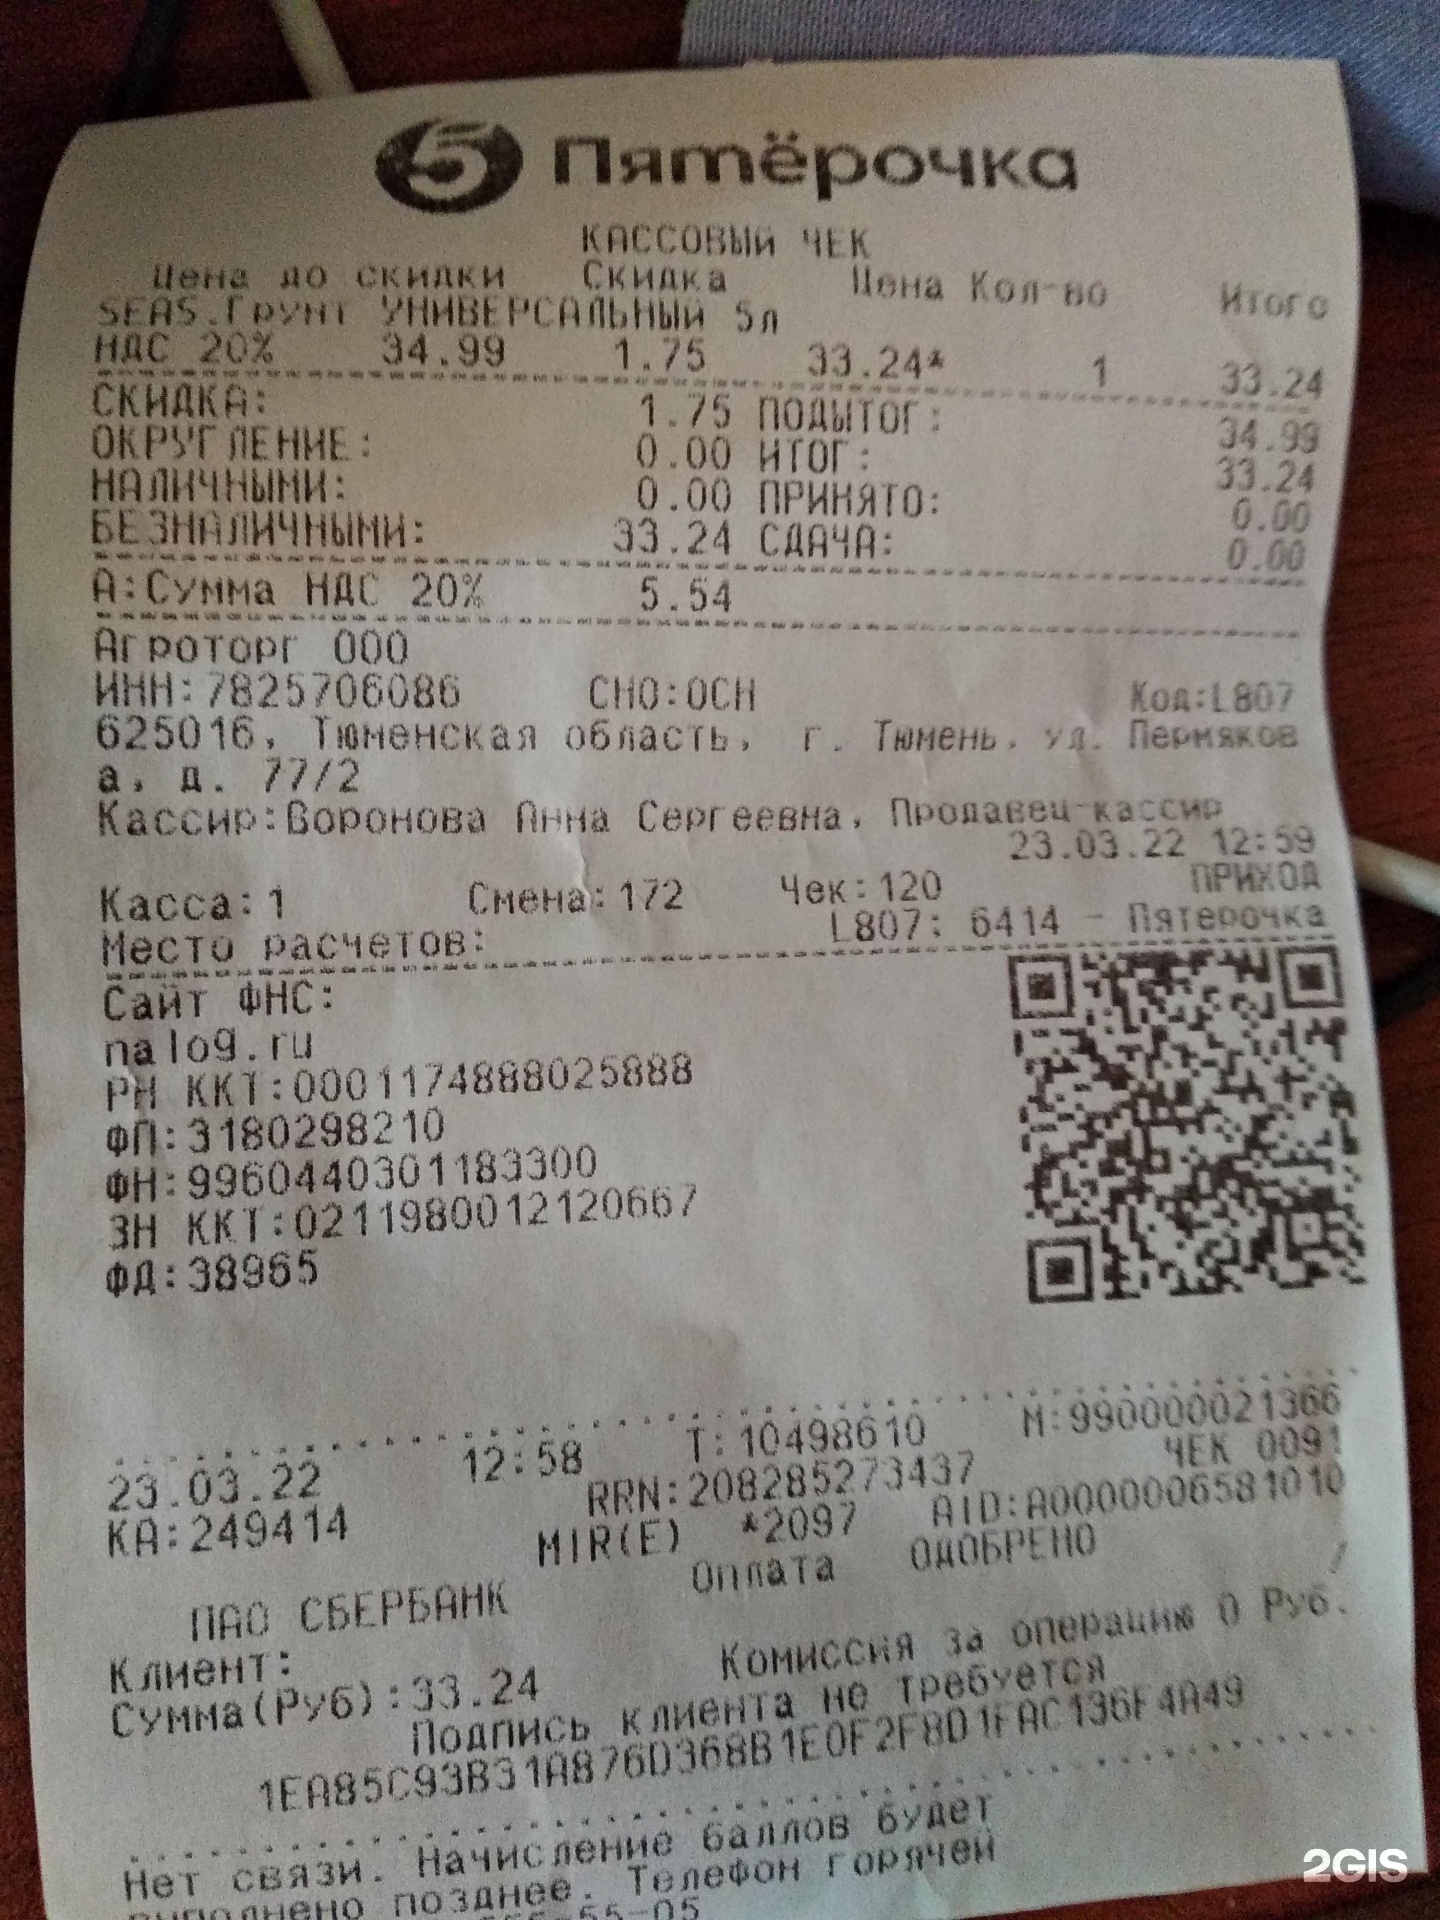 5 Пятёрочка
КАССОВЫЙ ЧЕК
Цена до скидки Скидка Цена Кол-во Итого
SEAS.Грунт УНИВЕРСАЛЬНЫЙ 5л
НДС 20% 34.99 1.75 33.24* 1 33.24
СКИДКА: 1.75 ПОДЫТОГ: 34.99
ОКРУГЛЕНИЕ: 0.00 ИТОГ: 33.24
НАЛИЧНЫМИ: 0.00 ПРИНЯТО: 0.00
БЕЗНАЛИЧНЫМИ: 33.24 СДАЧА: 0.00
А:Сумма НДС 20% 5.54
Агроторг ООО
ИНН:7825706086 СНО:ОСН Код:L807
625016, Тюменская область, г. Тюмень, ул. Пермяков
а, д. 77/2
Кассир:Воронова Анна Сергеевна, Продавец-кассир
23.03.22 12:59
Касса:1 Смена:172 Чек:120 ПРИХОД
Место расчетов: L807: 6414 - Пятерочка
Сайт ФНС:
nalog.ru
РН ККТ:0001174888025888
ФП:3180298210
ФН:9960440301183300
ЗН ККТ:0211980012120667
ФД:38965
23.03.22 12:58 Т:10498610 М:990000021366
КА:249414 RRN:208285273437 ЧЕК 0091
MIR(E) *2097 AID:A0000006581010
ПАО СБЕРБАНК Оплата ОДОБРЕНО
Клиент: /
Сумма(Руб):33.24 Комиссия за операцию 0 Руб.
Подпись клиента не требуется
1EA85C93B31A876D368B1E0F2F8D1FAC136F4A49
Нет связи. Начисление баллов будет
выполнено позднее. Телефон горячей
55-05
2GIS